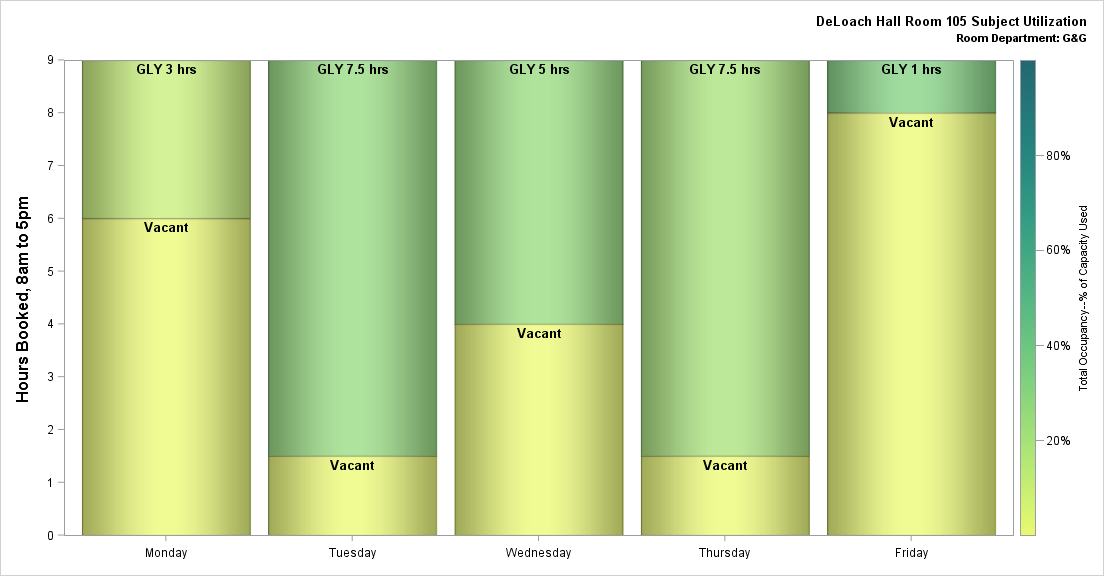 DeLoach Hall Room 105 Subject Utilization
Room Department: G&G
Hours Booked, 8am to 5pm
9
8
7
6
5
4
3
2
1
0
GLY 3 hrs
Vacant
GLY 7.5 hrs
Vacant
GLY 5 hrs
Vacant
GLY 7.5 hrs
Vacant
GLY 1 hrs
Vacant
Monday
Tuesday
Wednesday
Thursday
Friday
80%
60%
40%
20%
Total Occupancy--% of Capacity Used